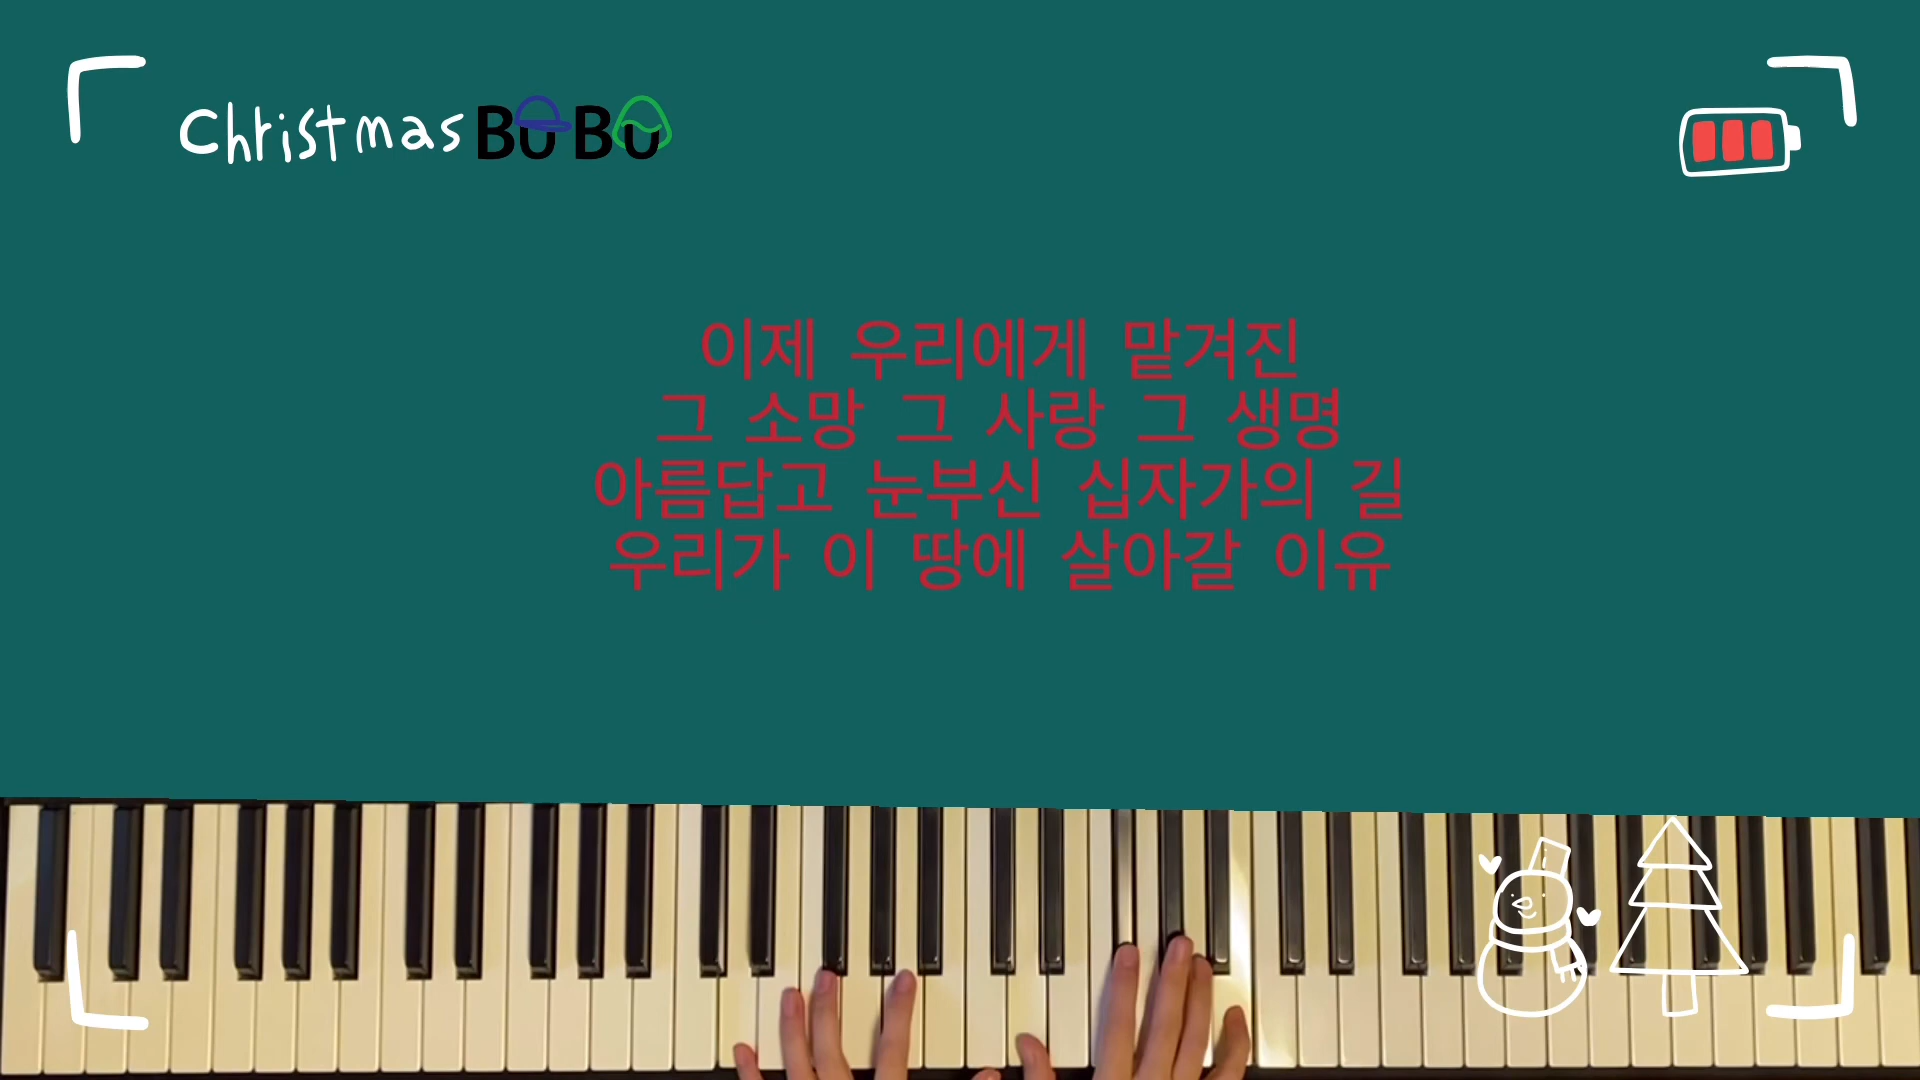 Christmas BUBU
이제 우리에게 맡겨진
그 소망 그 사랑 그 생명
아름답고 눈부신 십자가의 길
우리가 이 땅에 살아갈 이유